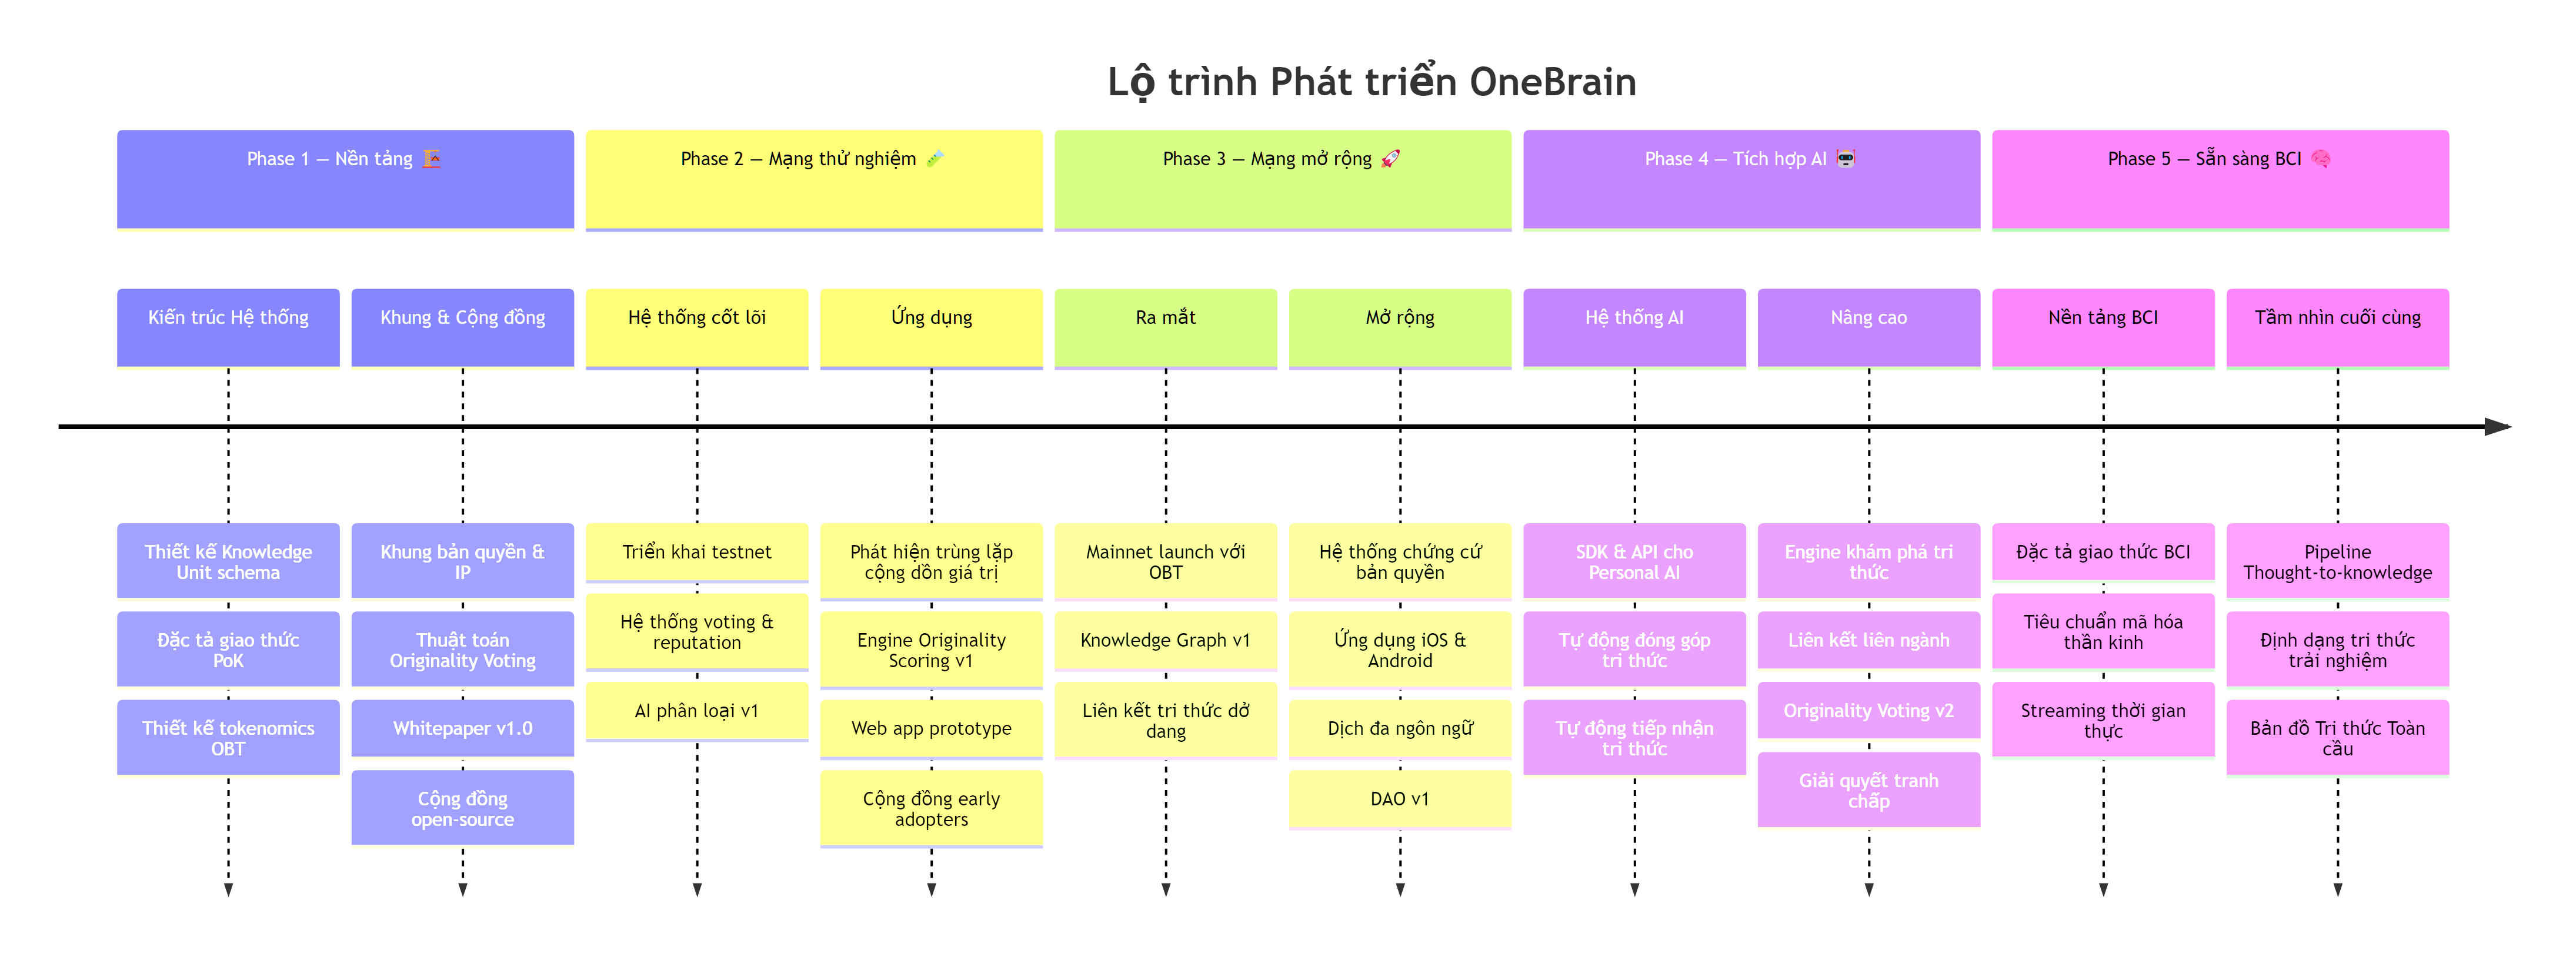 Lộ trình Phát triển OneBrain
Phase 1 — Nền tảng 🏗️
Phase 2 — Mạng thử nghiệm 🧪
Phase 3 — Mạng mở rộng 🚀
Phase 4 — Tích hợp AI 🤖
Phase 5 — Sẵn sàng BCI 🧠
Kiến trúc Hệ thống
Khung & Cộng đồng
Hệ thống cốt lõi
Ứng dụng
Ra mắt
Mở rộng
Hệ thống AI
Nâng cao
Nền tảng BCI
Tầm nhìn cuối cùng
Thiết kế Knowledge
Unit schema
Đặc tả giao thức
PoK
Thiết kế tokenomics
OBT
Khung bản quyền &
IP
Thuật toán
Originality Voting
Whitepaper v1.0
Cộng đồng
open-source
Triển khai testnet
Hệ thống voting &
reputation
AI phân loại v1
Phát hiện trùng lặp
cộng dồn giá trị
Engine Originality
Scoring v1
Web app prototype
Cộng đồng early
adopters
Mainnet launch với
OBT
Knowledge Graph v1
Liên kết tri thức dở
dang
Hệ thống chứng cứ
bản quyền
Ứng dụng iOS &
Android
Dịch đa ngôn ngữ
DAO v1
SDK & API cho
Personal AI
Tự động đóng góp
tri thức
Tự động tiếp nhận
tri thức
Engine khám phá tri
thức
Liên kết liên ngành
Originality Voting v2
Giải quyết tranh
chấp
Đặc tả giao thức BCI
Tiêu chuẩn mã hóa
thần kinh
Streaming thời gian
thực
Pipeline
Thought-to-knowledge
Định dạng tri thức
trải nghiệm
Bản đồ Tri thức Toàn
cầu